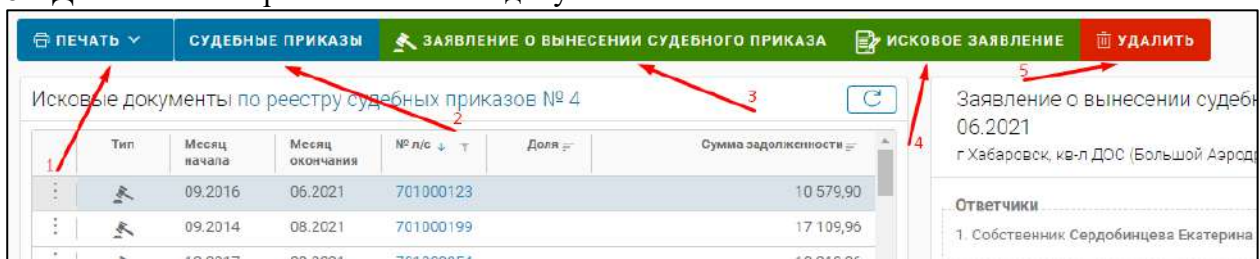 ПЕЧАТЬ СУДЕБНЫЕ ПРИКАЗЫ ЗАЯВЛЕНИЕ О ВЫНЕСЕНИИ СУДЕБНОГО ПРИКАЗА ИСКОВОЕ ЗАЯВЛЕНИЕ УДАЛИТЬ
5
Исковые документы по реестру судебных приказов № 4
3
2
4
1
Тип Месяц начала Месяц окончания № л/с Доля Сумма задолженности
09.2016 06.2021 701000123 10 579,90
09.2014 08.2021 701000199 17 109,96
Заявление о вынесении судебн
06.2021
г Хабаровск, кв-л ДОС (Большой Аэродр
Ответчики
1. Собственник Сердобинцева Екатерина